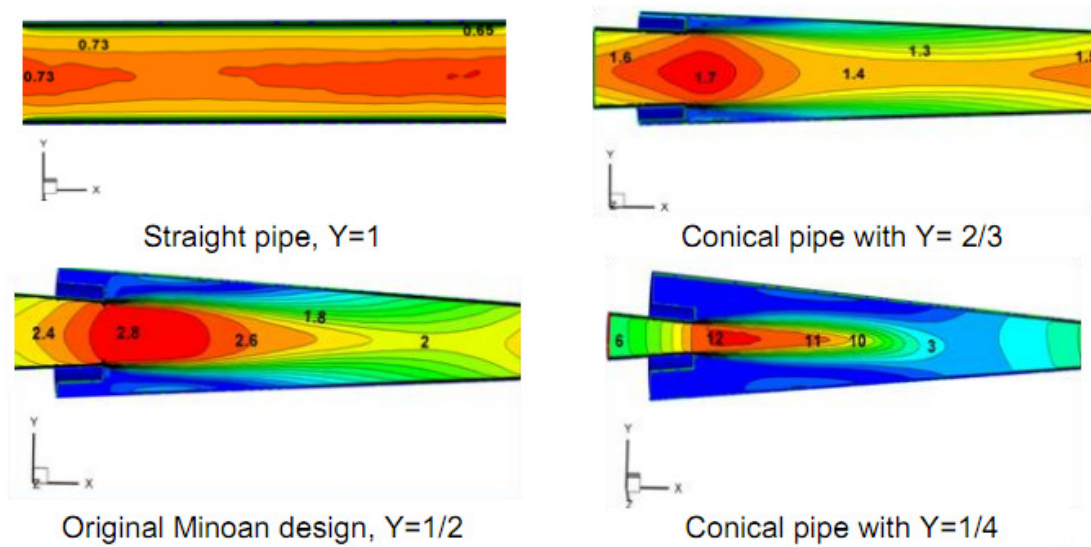 0.73
0.65
0.73
Y
X
Z
Straight pipe, Y=1
1.6
1.7
1.4
1.3
1.5
Y
X
Z
Conical pipe with Y= 2/3
2.4
2.8
2.6
1.8
2
Y
X
Z
Original Minoan design, Y=1/2
6
12
11
10
3
Y
X
Z
Conical pipe with Y=1/4